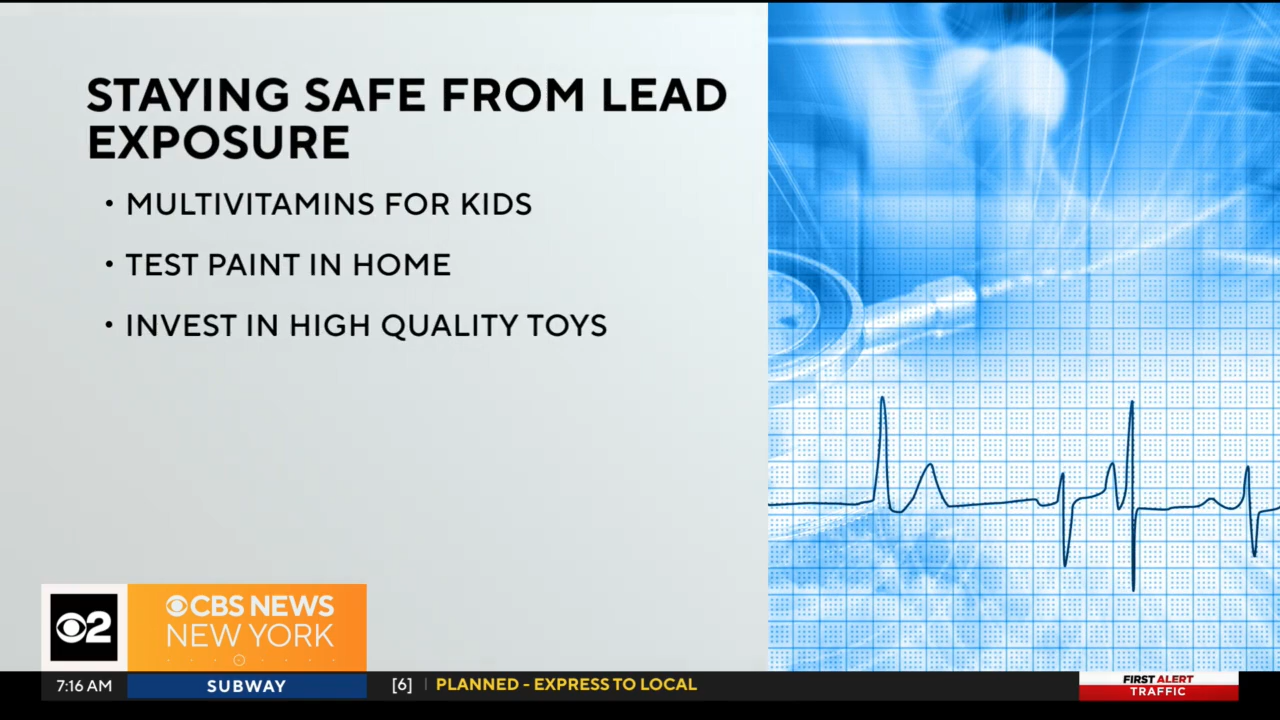 STAYING SAFE FROM LEAD
EXPOSURE
• MULTIVITAMINS FOR KIDS
• TEST PAINT IN HOME
• INVEST IN HIGH QUALITY TOYS
2
CBS NEWS
NEW YORK
7:16 AM
SUBWAY
[6]
PLANNED - EXPRESS TO LOCAL
FIRST ALERT
TRAFFIC